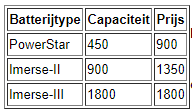 Batterijtype Capaciteit Prijs
PowerStar 450 900
Imerse-II 900 1350
Imerse-III 1800 1800